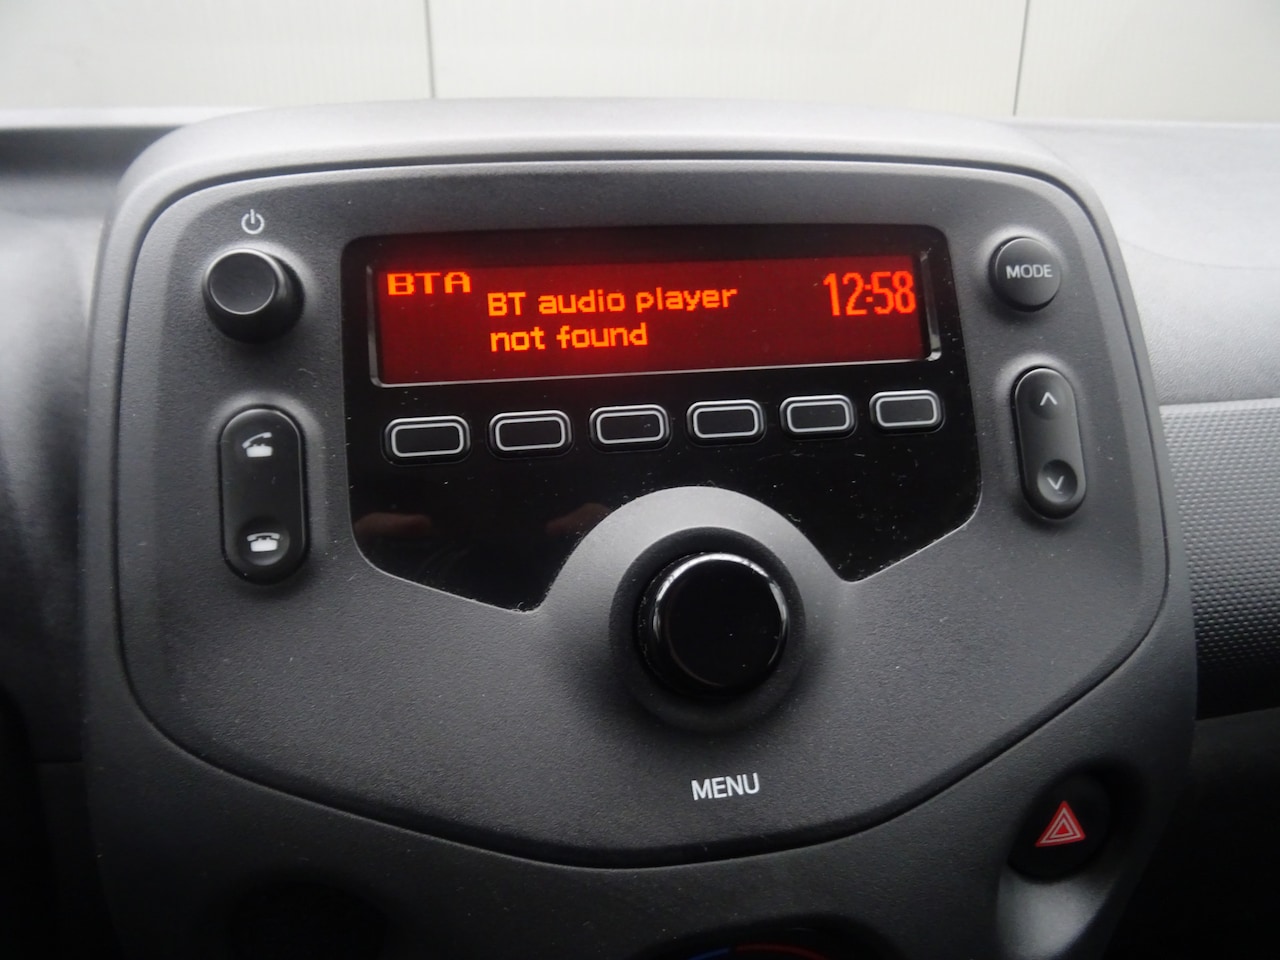 BTA
BT audio player
not found
12:58
MODE
MENU